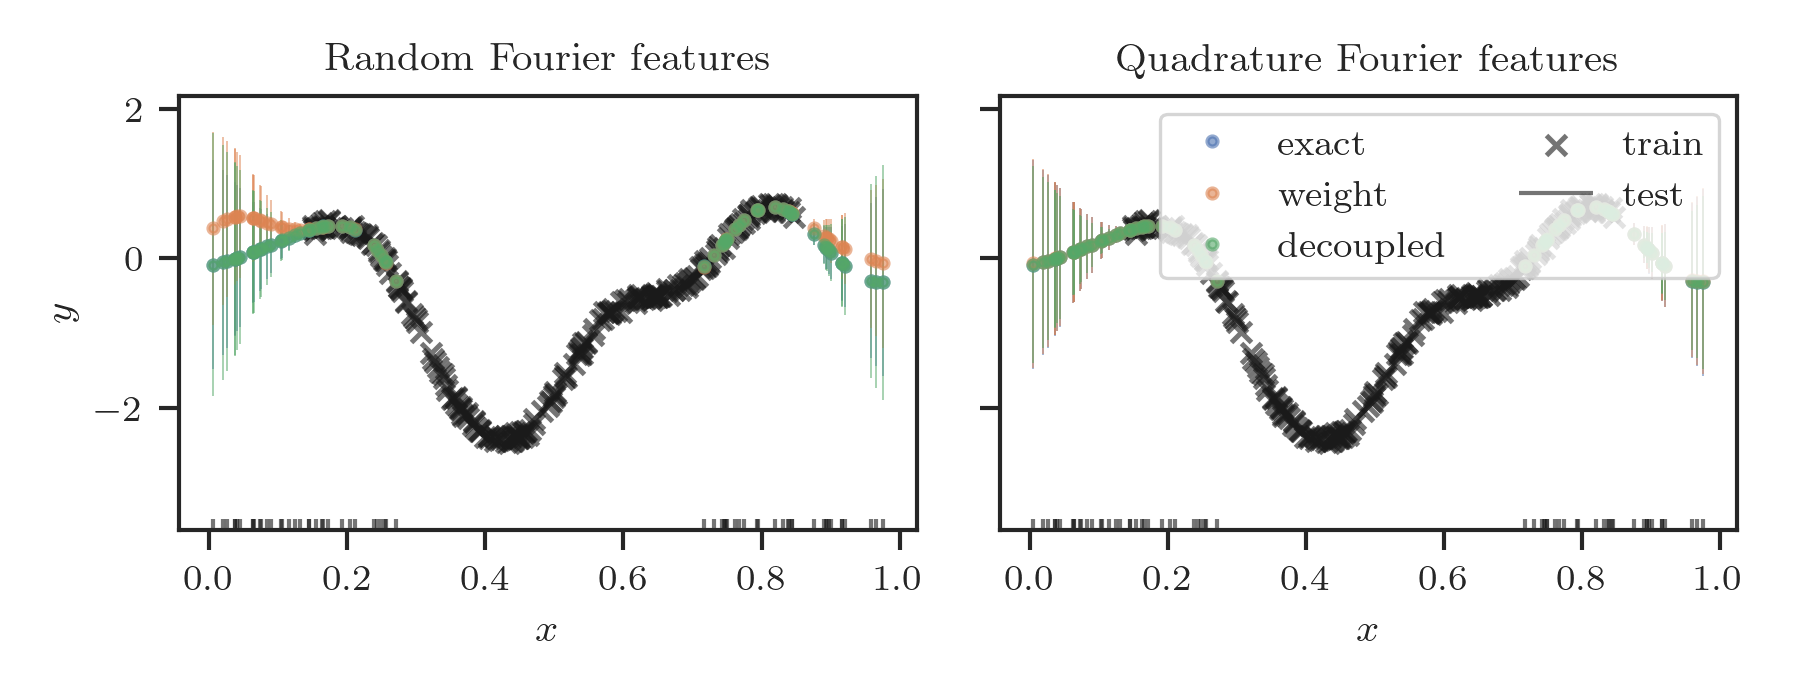 Random Fourier features
Quadrature Fourier features
2
0
−2
y
0.0 0.2 0.4 0.6 0.8 1.0
x
exact
weight
decoupled
train
test
0.0 0.2 0.4 0.6 0.8 1.0
x